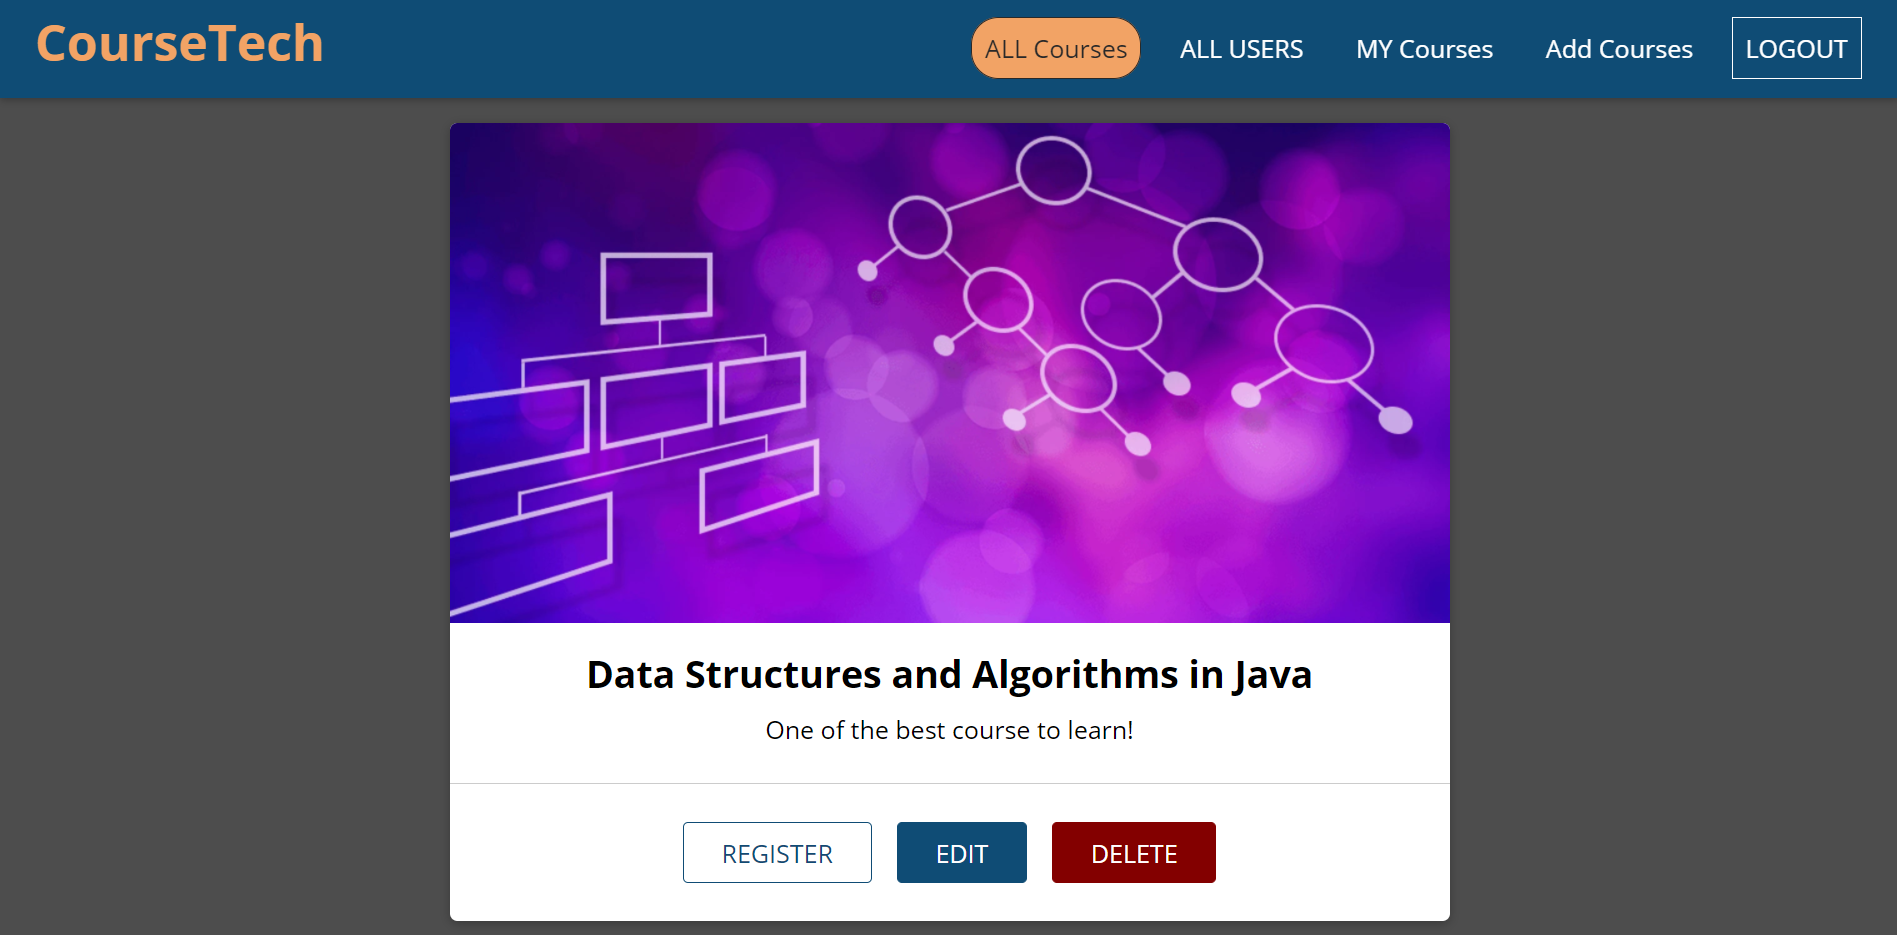 CourseTech
ALL Courses
ALL USERS
MY Courses
Add Courses
LOGOUT
Data Structures and Algorithms in Java
One of the best course to learn!
REGISTER
EDIT
DELETE